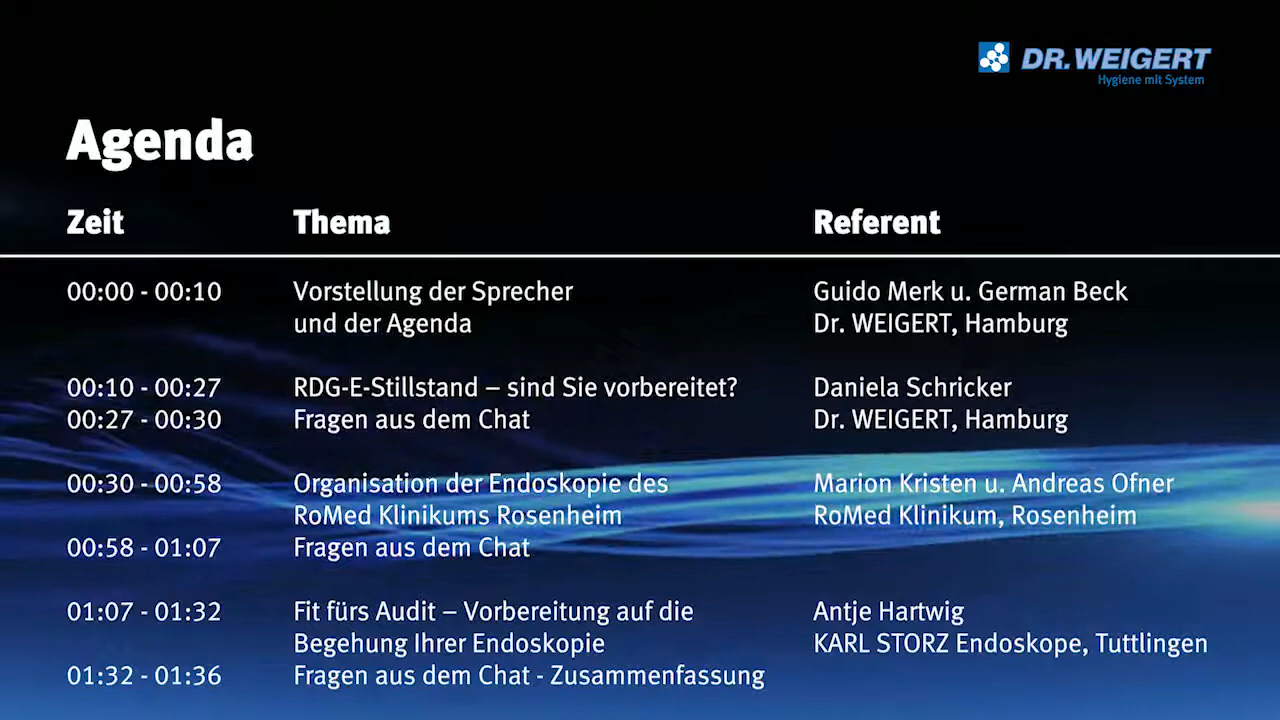 DR. WEIGERT
Hygiene mit System
Agenda
Zeit Thema Referent
00:00 - 00:10 Vorstellung der Sprecher Guido Merk u. German Beck
und der Agenda Dr. WEIGERT, Hamburg
00:10 - 00:27 RDG-E-Stillstand – sind Sie vorbereitet? Daniela Schricker
00:27 - 00:30 Fragen aus dem Chat Dr. WEIGERT, Hamburg
00:30 - 00:58 Organisation der Endoskopie des Marion Kristen u. Andreas Ofner
RoMed Klinikums Rosenheim RoMed Klinikum, Rosenheim
00:58 - 01:07 Fragen aus dem Chat
01:07 - 01:32 Fit fürs Audit – Vorbereitung auf die Antje Hartwig
Begehung Ihrer Endoskopie KARL STORZ Endoskope, Tuttlingen
01:32 - 01:36 Fragen aus dem Chat - Zusammenfassung